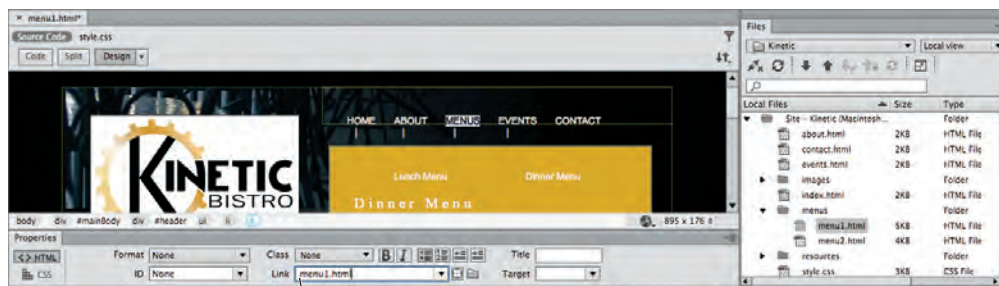 × menu1.html*
Source Code style.css
Code Split Design
HOME ABOUT MENUS EVENTS CONTACT
KINETIC
BISTRO
Lunch Menu Dinner Menu
Dinner Menu
body div #mainBody div #header ul li
895 x 176
Properties
<> HTML Format None Class None B I Title
CSS ID None Link menu1.html Target
Files
Kinetic Local view
Local Files Size Type
Site - Kinetic (Macintosh... Folder
about.html 2KB HTML File
contact.html 2KB HTML File
events.html 2KB HTML File
images Folder
index.html 2KB HTML File
menus Folder
menu1.html 5KB HTML File
menu2.html 4KB HTML File
resources Folder
style.css 3KB CSS File